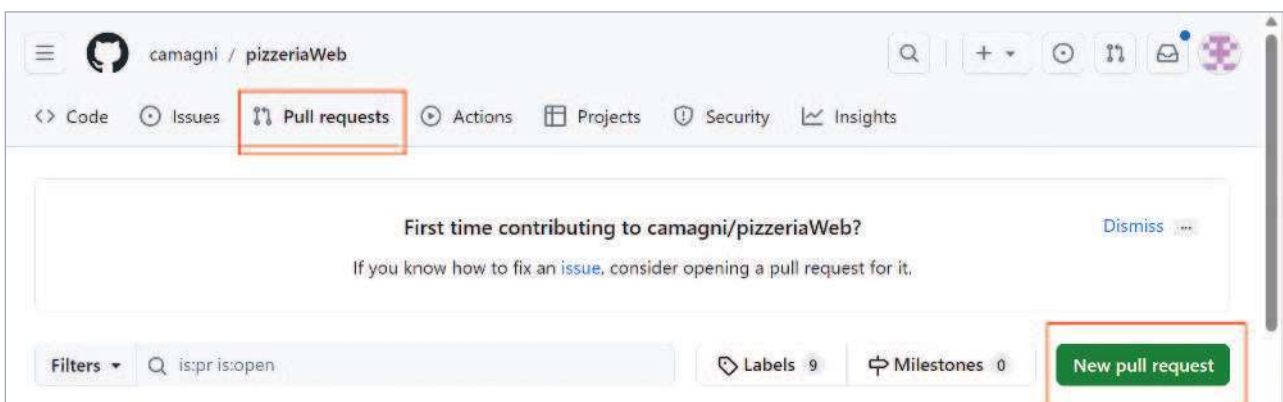 camagni / pizzeriaWeb
Code Issues Pull requests Actions Projects Security Insights
First time contributing to camagni/pizzeriaWeb?
Dismiss ...
If you know how to fix an issue, consider opening a pull request for it.
Filters is:pr is:open Labels 9 Milestones 0 New pull request